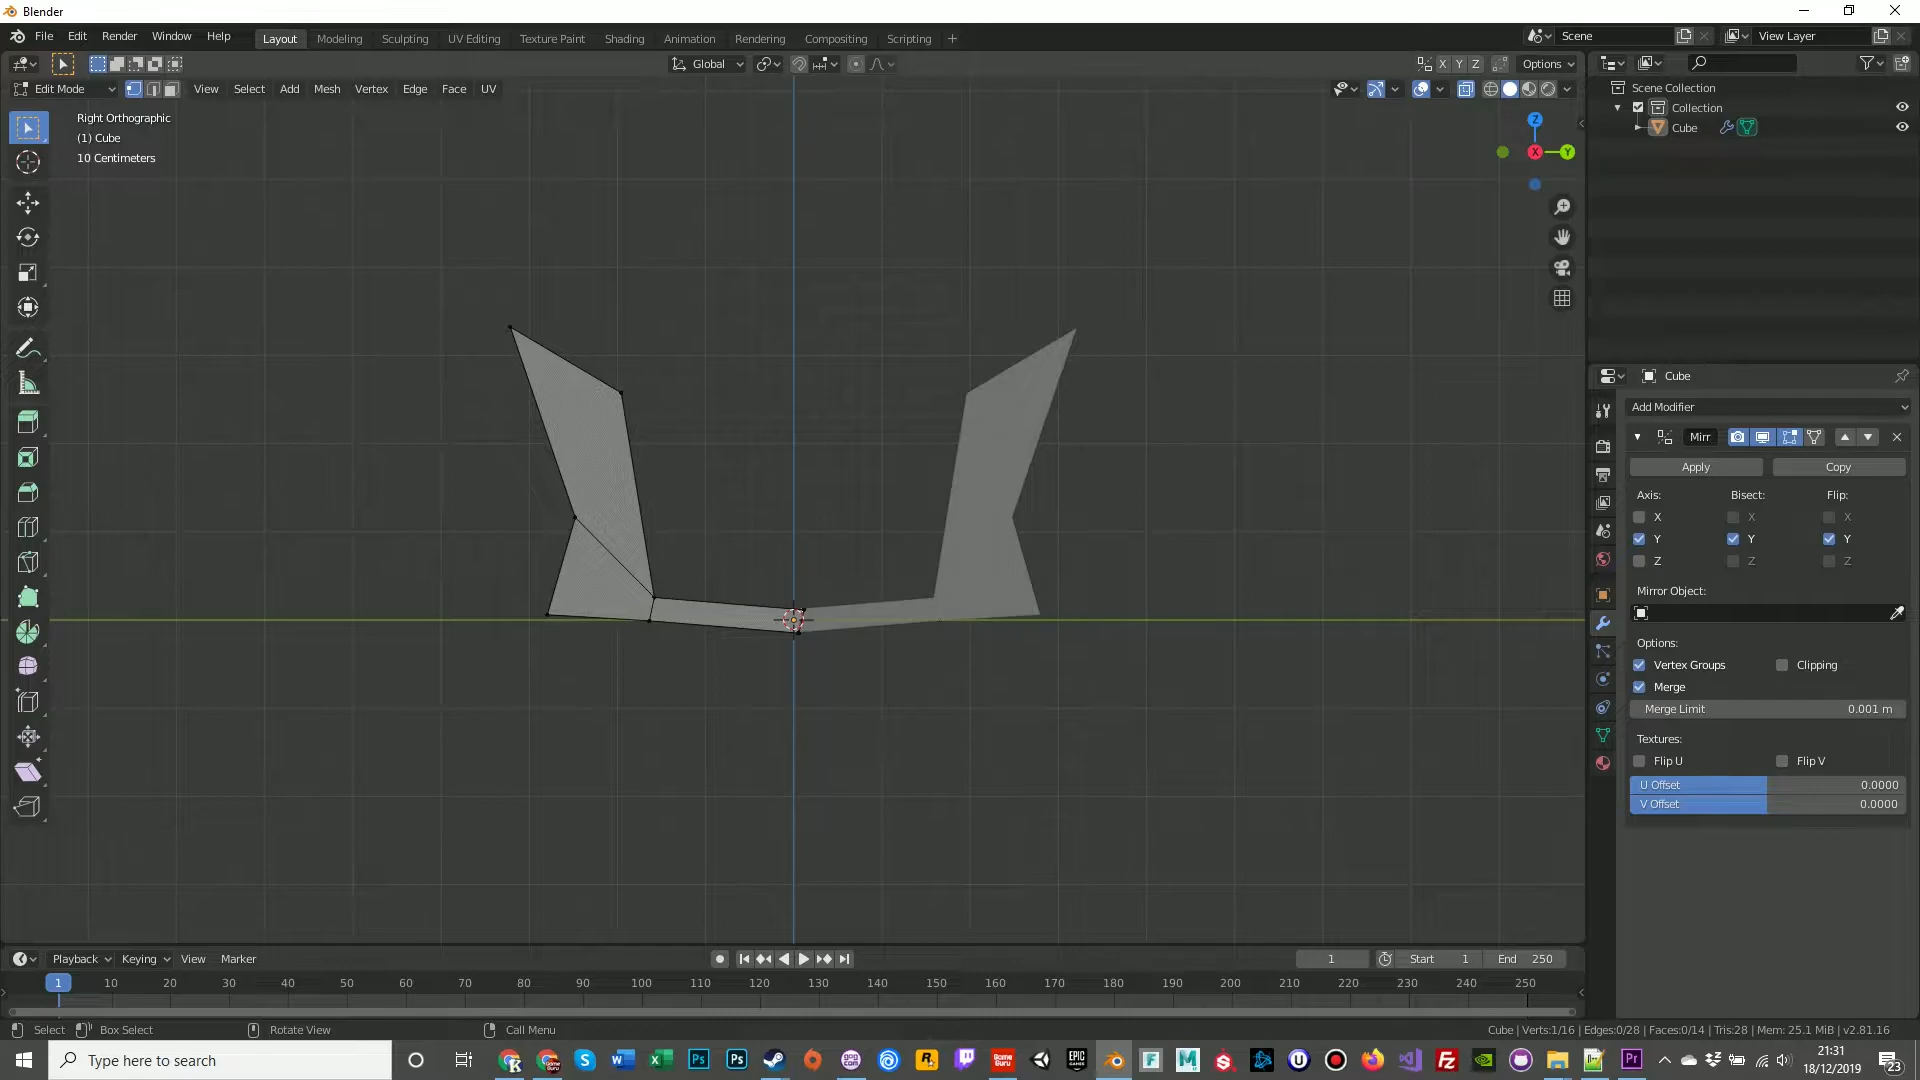 Blender
File Edit Render Window Help
Layout Modeling Sculpting UV Editing Texture Paint Shading Animation Rendering Compositing Scripting
Scene
View Layer
Global
X Y Z
Options
Edit Mode
View Select Add Mesh Vertex Edge Face UV
Right Orthographic
(1) Cube
10 Centimeters
Z
X
Y
Scene Collection
Collection
Cube
Cube
Add Modifier
Mirr
Apply
Copy
Axis:
Bisect:
Flip:
X
X
X
Y
Y
Y
Z
Z
Z
Mirror Object:
Options:
Vertex Groups
Clipping
Merge
Merge Limit 0.001 m
Textures:
Flip U
Flip V
U Offset 0.0000
V Offset 0.0000
Playback Keying View Marker
1
Start 1
End 250
1 10 20 30 40 50 60 70 80 90 100 110 120 130 140 150 160 170 180 190 200 210 220 230 240 250
Select
Box Select
Rotate View
Call Menu
Cube | Verts:1/16 | Edges:0/28 | Faces:0/14 | Tris:28 | Mem: 25.1 MiB | v2.81.16
Type here to search
21:31
18/12/2019
23